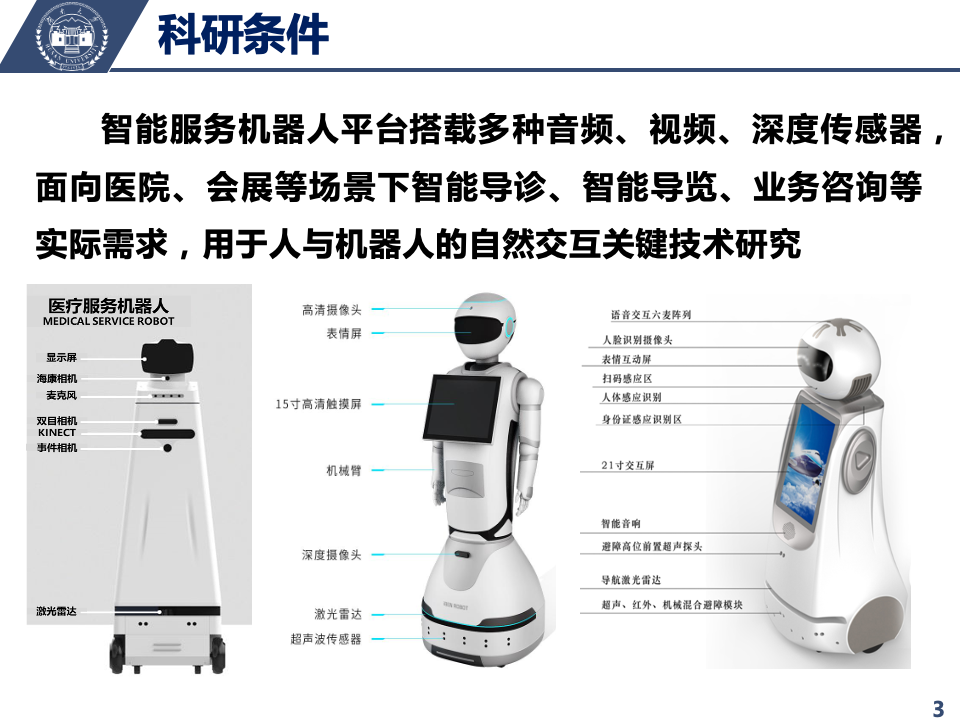 科研条件
智能服务机器人平台搭载多种音频、视频、深度传感器，
面向医院、会展等场景下智能导诊、智能导览、业务咨询等
实际需求，用于人与机器人的自然交互关键技术研究
医疗服务机器人
MEDICAL SERVICE ROBOT
显示屏
海康相机
麦克风
双目相机
KINECT
事件相机
激光雷达
高清摄像头
表情屏
15寸高清触摸屏
机械臂
深度摄像头
激光雷达
超声波传感器
语音交互六麦阵列
人脸识别摄像头
表情互动屏
扫码感应区
人体感应识别
身份证感应识别区
21寸交互屏
智能音响
避障高位前置超声探头
导航激光雷达
超声、红外、机械混合避障模块
3